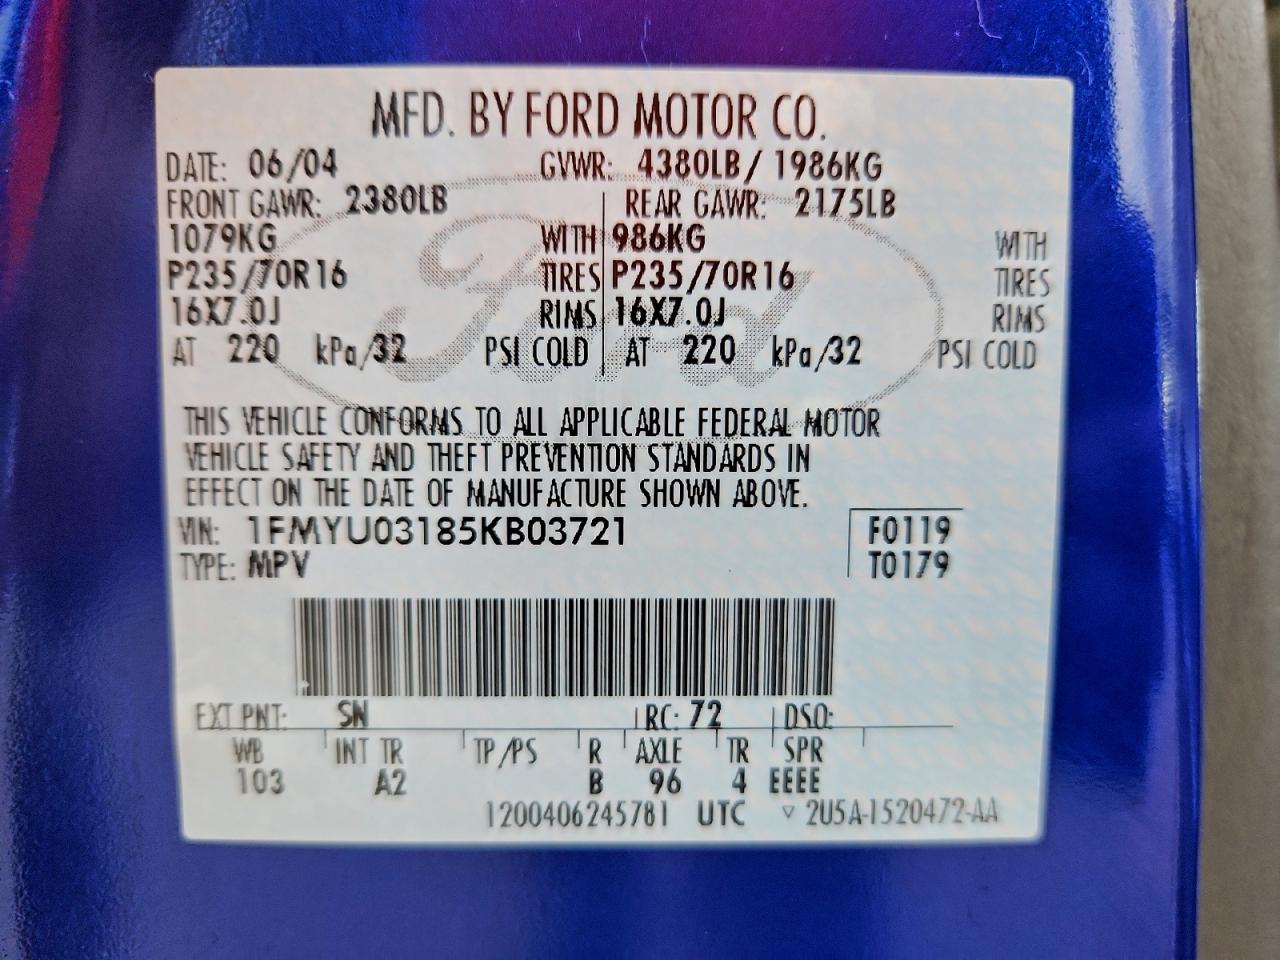 MFD. BY FORD MOTOR CO.
DATE: 06/04 GVWR: 4380LB/ 1986KG
FRONT GAWR: 2380LB REAR GAWR: 2175LB
1079KG WITH 986KG WITH
P235/70R16 TIRES P235/70R16 TIRES
16X7.0J RIMS 16X7.0J RIMS
AT 220 kPa/32 PSI COLD AT 220 kPa/32 PSI COLD
Ford
THIS VEHICLE CONFORMS TO ALL APPLICABLE FEDERAL MOTOR
VEHICLE SAFETY AND THEFT PREVENTION STANDARDS IN
EFFECT ON THE DATE OF MANUFACTURE SHOWN ABOVE.
VIN: 1FMYU03185KB03721 F0119
TYPE: MPV T0179
EXT PNT: SN RC: 72 DSO:
WB INT TR TP/PS R AXLE TR SPR
103 A2 B 96 4 EEEE
1200406245781 UTC ▽ 2U5A-1520472-AA